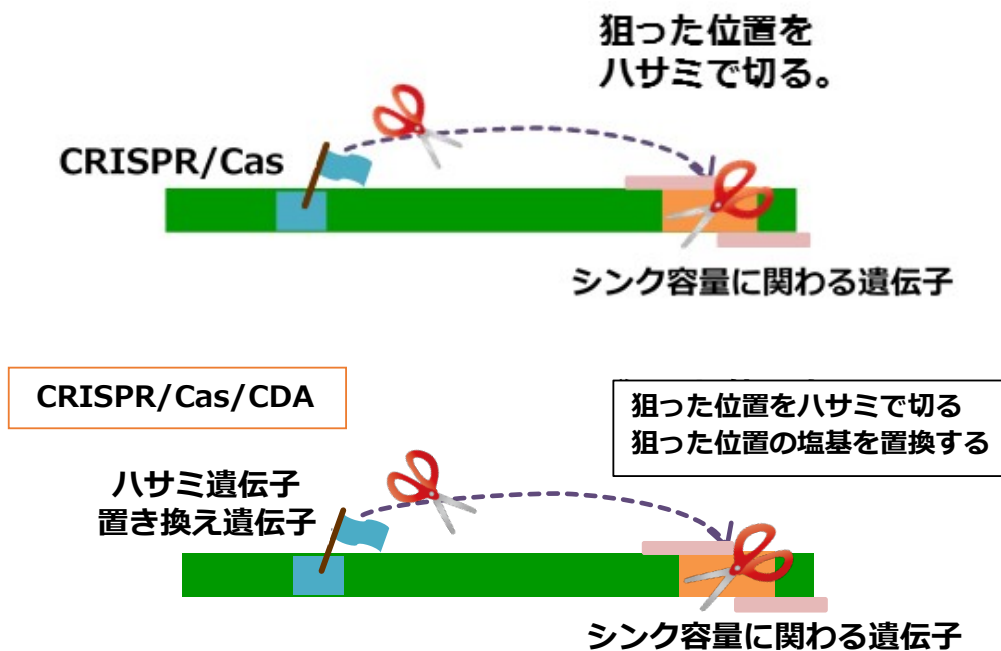 狙った位置を
ハサミで切る。
CRISPR/Cas
シンク容量に関わる遺伝子
CRISPR/Cas/CDA
狙った位置をハサミで切る
狙った位置の塩基を置換する
ハサミ遺伝子
置き換え遺伝子
シンク容量に関わる遺伝子